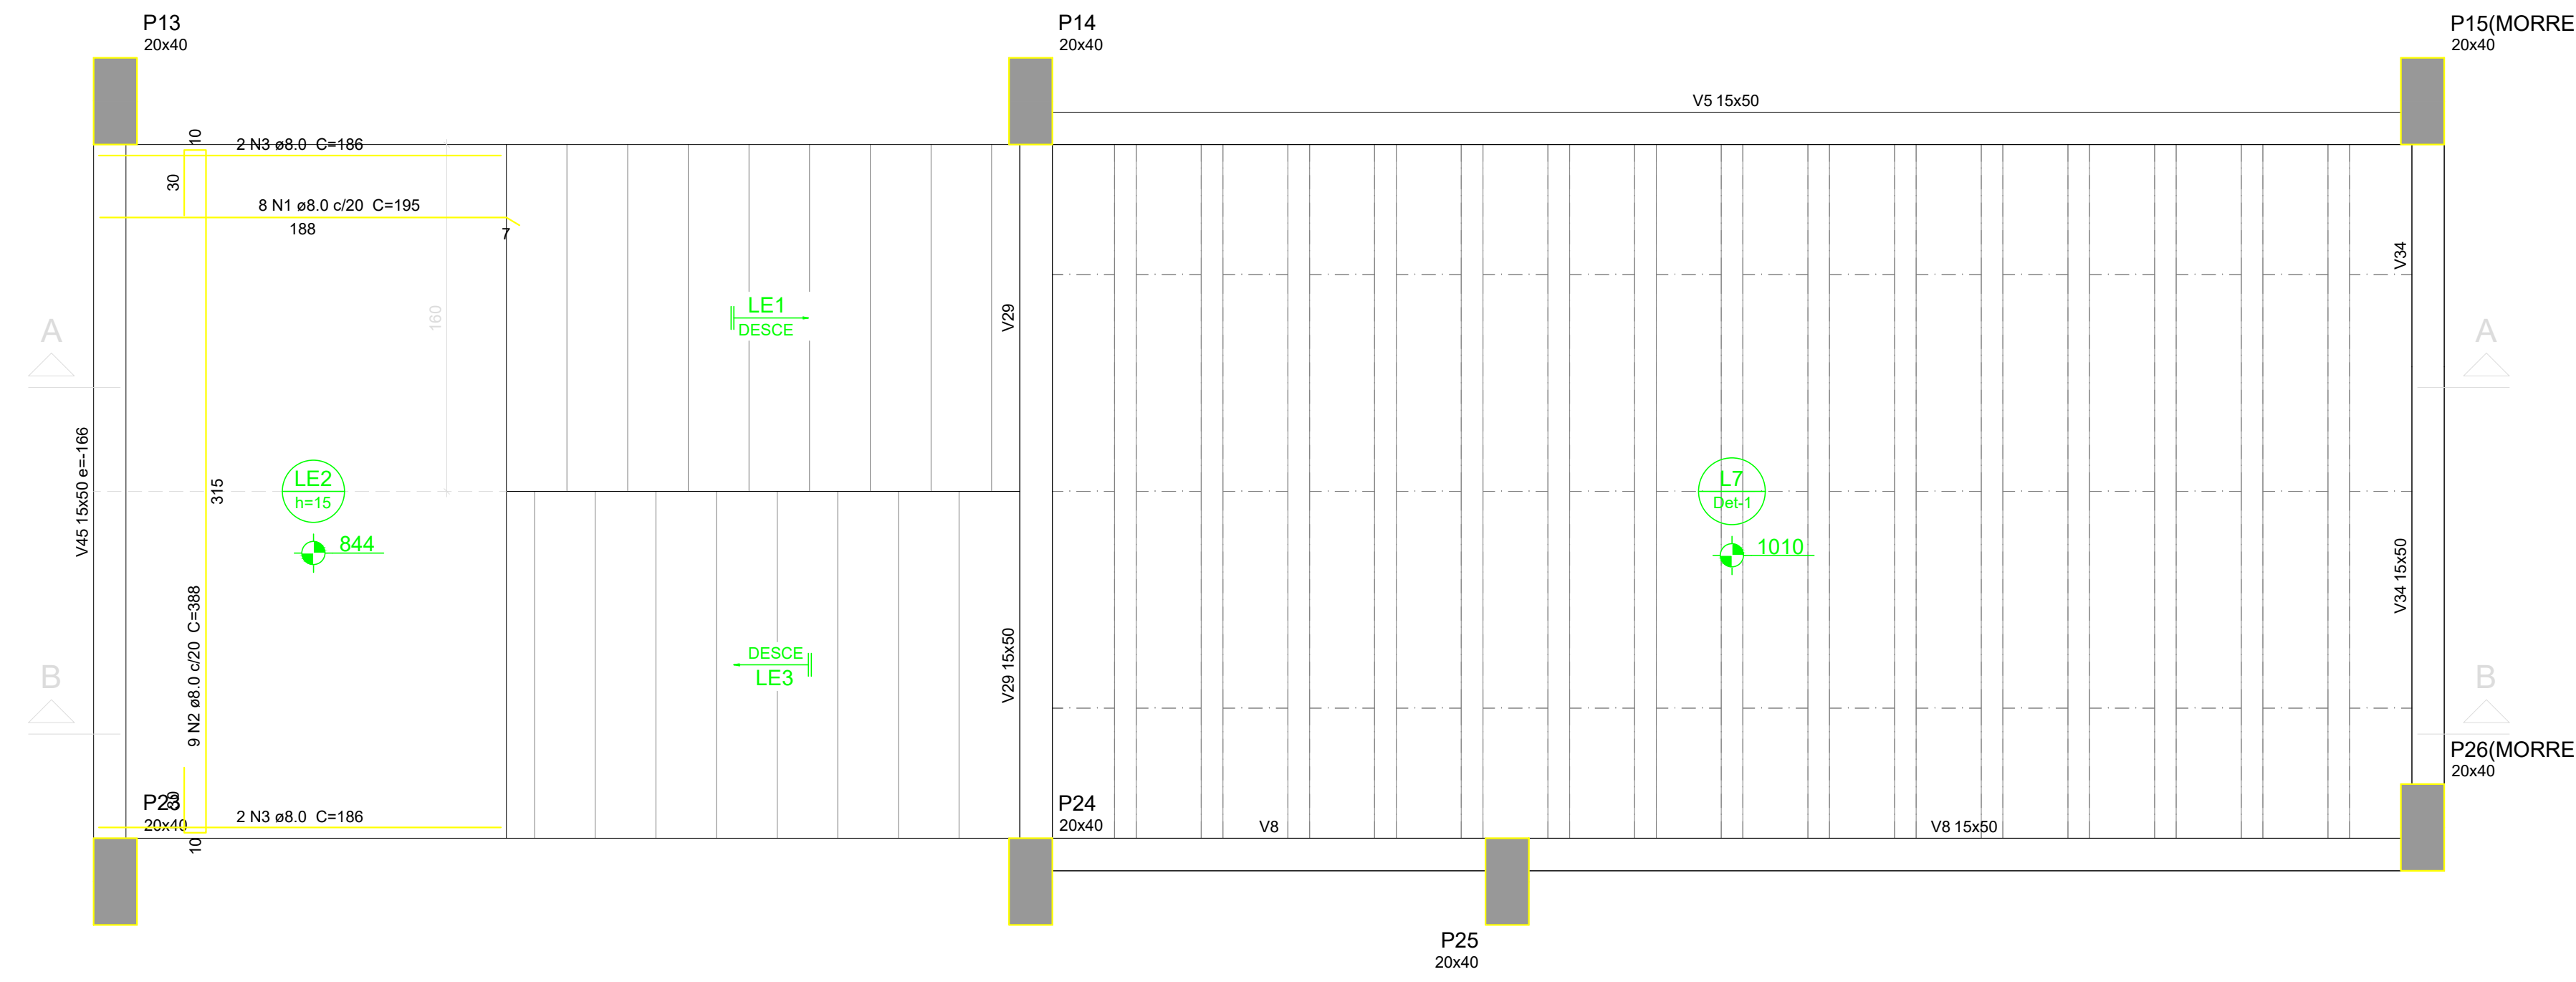 P13
20x40
P14
20x40
P15(MORRE
20x40
V5 15x50
10
2 N3 ø8.0  C=186
30
8 N1 ø8.0 c/20  C=195
188
7
160
LE1
DESCE
V29
V34
A
A
V45 15x50 e=-166
LE2
h=15
844
315
L7
Det-1
1010
V34 15x50
9 N2 ø8.0 c/20  C=388
DESCE
LE3
V29 15x50
B
B
P26(MORRE
20x40
P23
20x40
2 N3 ø8.0  C=186
10
P24
20x40
V8
V8 15x50
P25
20x40